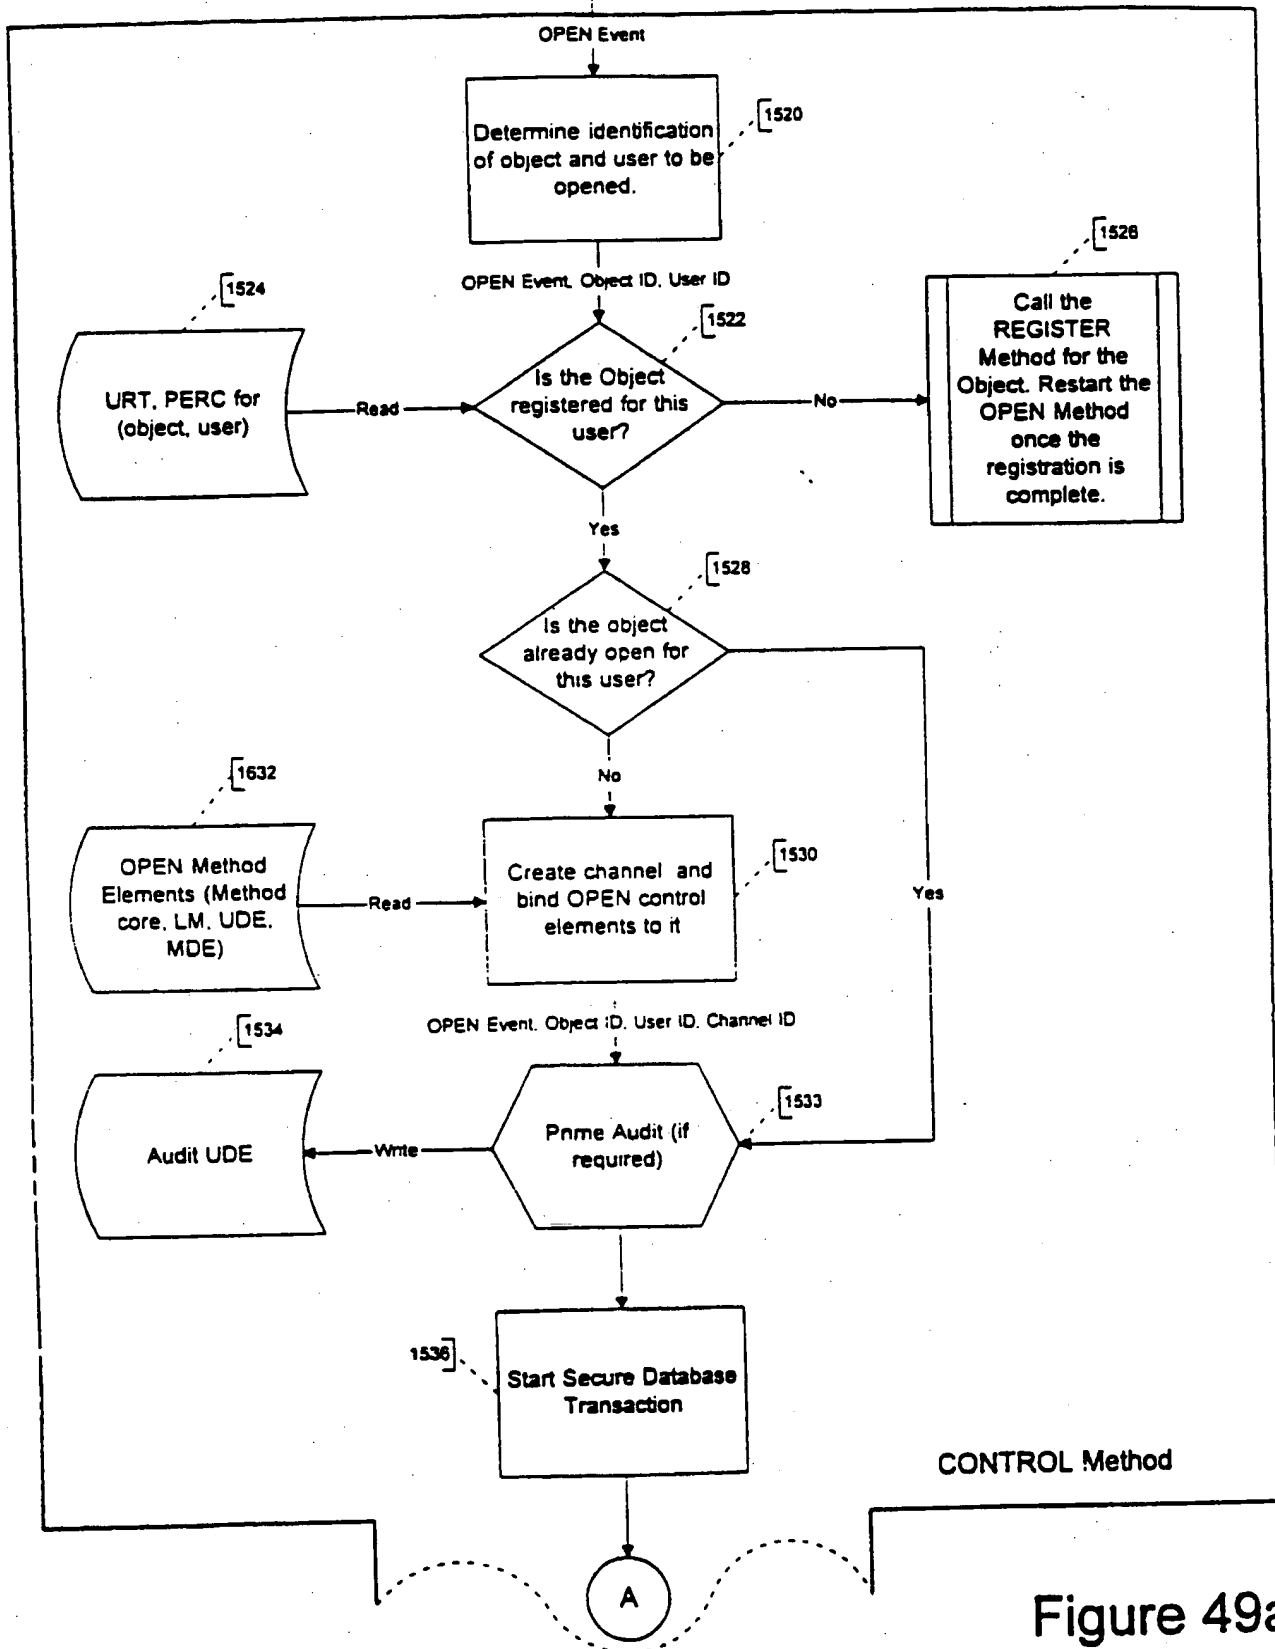 OPEN Event
Determine identification
of object and user to be
opened.
1520
OPEN Event, Object ID, User ID
1524
1522
1526
URT, PERC for
(object, user)
Read
Is the Object
registered for this
user?
No
Call the
REGISTER
Method for the
Object. Restart the
OPEN Method
once the
registration is
complete.
Yes
1528
Is the object
already open for
this user?
No
Yes
1632
OPEN Method
Elements (Method
core, LM, UDE,
MDE)
Read
Create channel and
bind OPEN control
elements to it
1530
OPEN Event, Object ID, User ID, Channel ID
1534
1533
Audit UDE
Write
Prime Audit (if
required)
1536
Start Secure Database
Transaction
CONTROL Method
A
Figure 49a